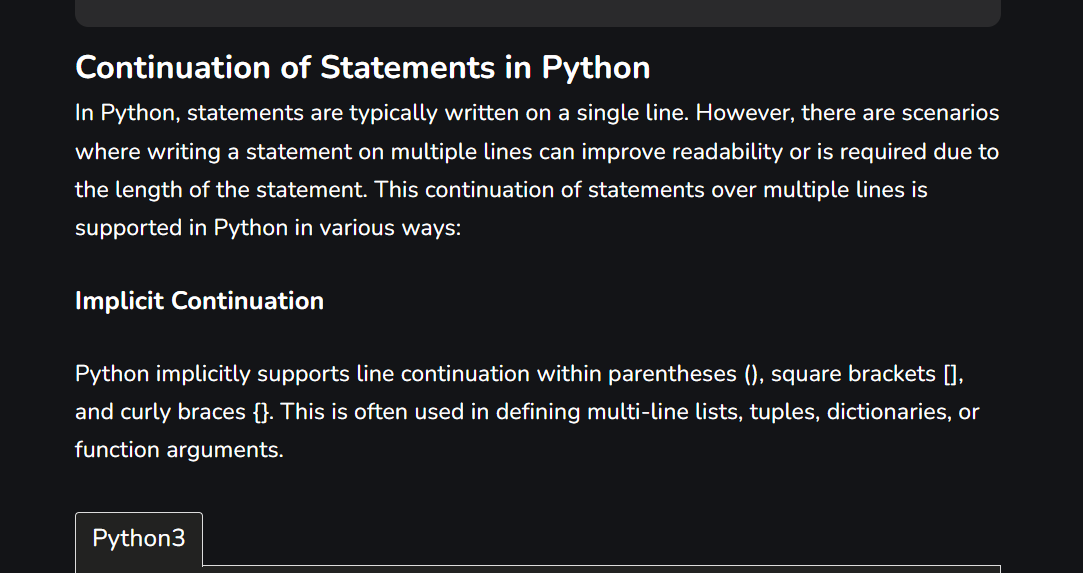 Continuation of Statements in Python
In Python, statements are typically written on a single line. However, there are scenarios
where writing a statement on multiple lines can improve readability or is required due to
the length of the statement. This continuation of statements over multiple lines is
supported in Python in various ways:
Implicit Continuation
Python implicitly supports line continuation within parentheses (), square brackets [],
and curly braces {}. This is often used in defining multi-line lists, tuples, dictionaries, or
function arguments.
Python3